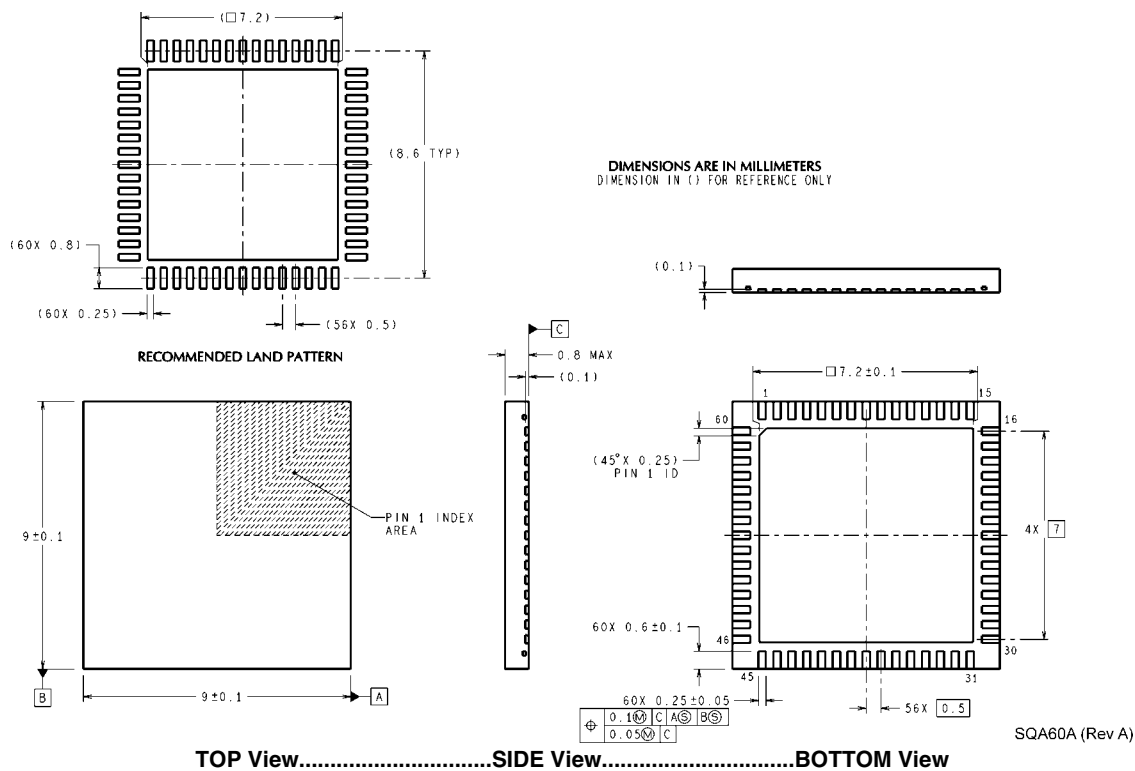 (□7.2)
(8.6 TYP)
DIMENSIONS ARE IN MILLIMETERS
DIMENSION IN () FOR REFERENCE ONLY
(60X 0.8)
(60X 0.25)
(56X 0.5)
RECOMMENDED LAND PATTERN
(0.1)
C
0.8 MAX
(0.1)
□7.2±0.1
1
15
60
16
(45°X 0.25)
PIN 1 ID
PIN 1 INDEX
AREA
9±0.1
4X 7
60X 0.6±0.1
46
30
45
31
B
9±0.1
A
60X 0.25±0.05
56X 0.5
⌖ 0.1Ⓜ C AⓈ BⓈ
0.05Ⓜ C
SQA60A (Rev A)
TOP View.............................SIDE View.............................BOTTOM View